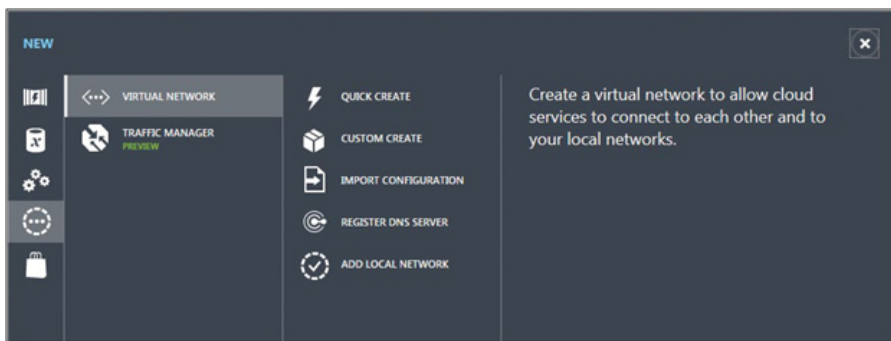 NEW
VIRTUAL NETWORK
TRAFFIC MANAGER
PREVIEW
QUICK CREATE
CUSTOM CREATE
IMPORT CONFIGURATION
REGISTER DNS SERVER
ADD LOCAL NETWORK
Create a virtual network to allow cloud
services to connect to each other and to
your local networks.